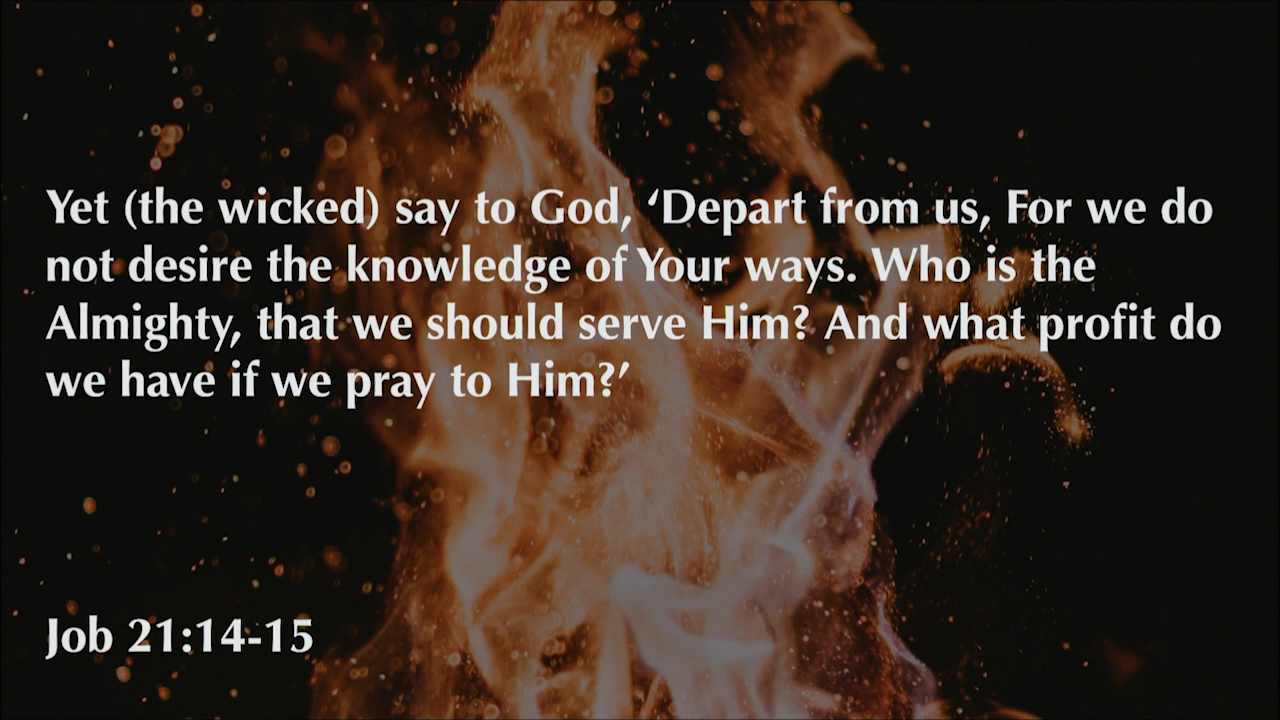 Yet (the wicked) say to God, ‘Depart from us, For we do
not desire the knowledge of Your ways. Who is the
Almighty, that we should serve Him? And what profit do
we have if we pray to Him?’
Job 21:14-15